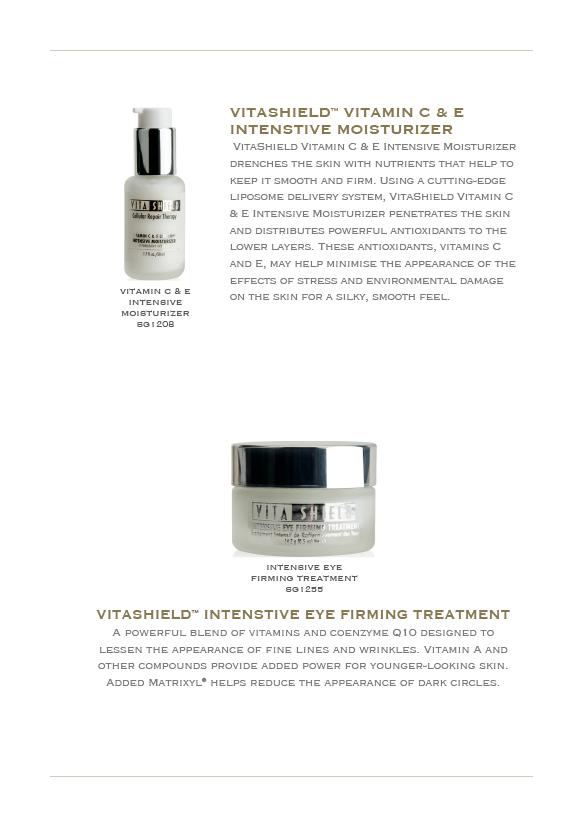 VITASHIELD™ VITAMIN C & E
INTENSTIVE MOISTURIZER
VitaShield Vitamin C & E Intensive Moisturizer
drenches the skin with nutrients that help to
keep it smooth and firm. Using a cutting-edge
liposome delivery system, VitaShield Vitamin C
& E Intensive Moisturizer penetrates the skin
and distributes powerful antioxidants to the
lower layers. These antioxidants, vitamins C
and E, may help minimise the appearance of the
effects of stress and environmental damage
on the skin for a silky, smooth feel.
VITA SHIELD
Cellular Repair Therapy
INTENSIVE MOISTURIZER
VITAMIN C & E
INTENSIVE
MOISTURIZER
SG1208
VITA SHIELD
INTENSIVE EYE FIRMING TREATMENT
INTENSIVE EYE
FIRMING TREATMENT
SG1255
VITASHIELD™ INTENSTIVE EYE FIRMING TREATMENT
A powerful blend of vitamins and coenzyme Q10 designed to
lessen the appearance of fine lines and wrinkles. Vitamin A and
other compounds provide added power for younger-looking skin.
Added Matrixyl® helps reduce the appearance of dark circles.